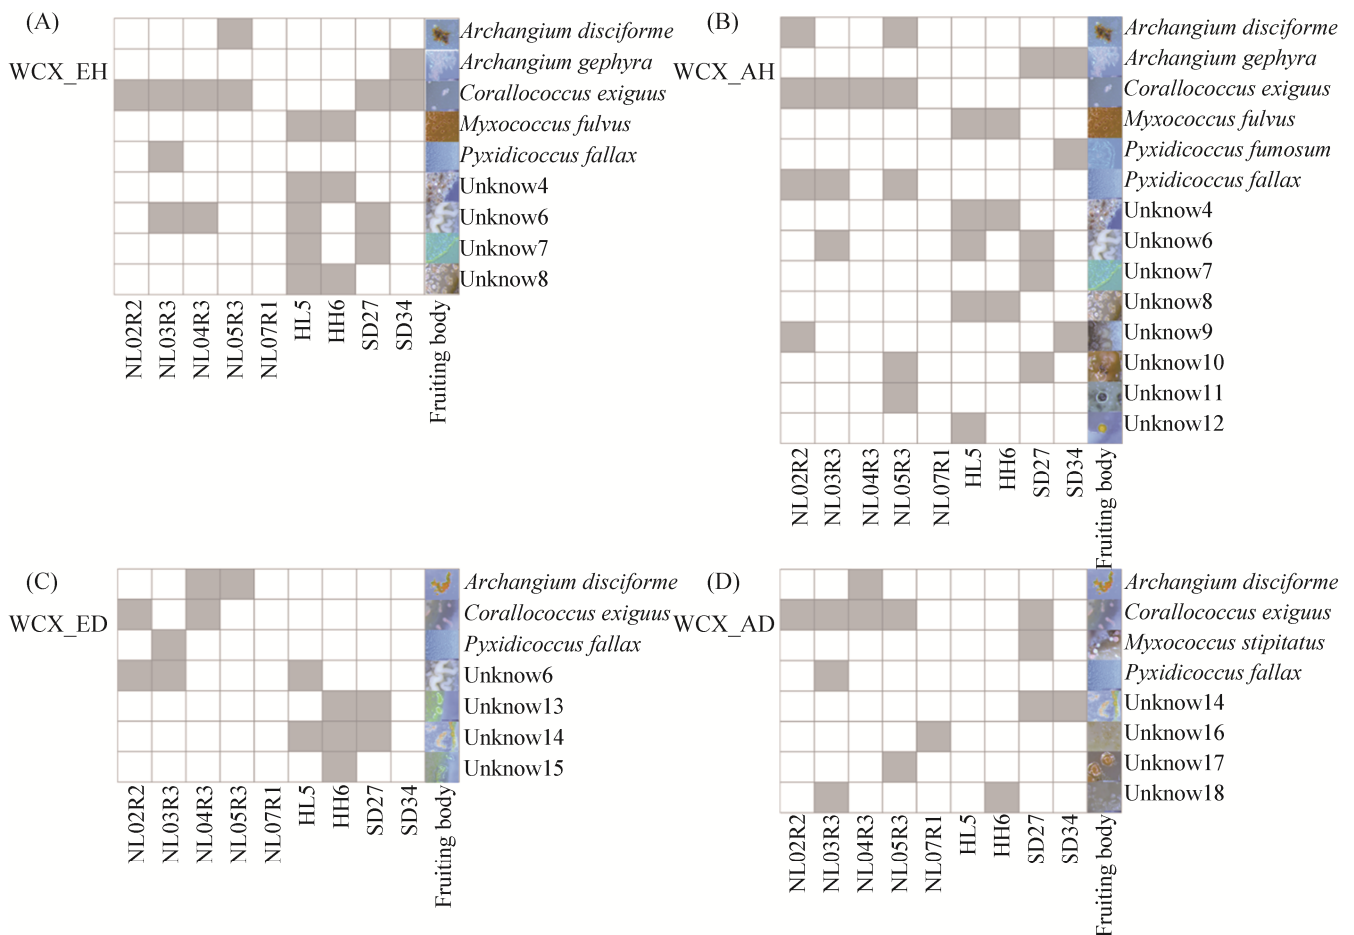 (A)
WCX_EH
Archangium disciforme
Archangium gephyra
Corallococcus exiguus
Myxococcus fulvus
Pyxidicoccus fallax
Unknow4
Unknow6
Unknow7
Unknow8
NL02R2
NL03R3
NL04R3
NL05R3
NL07R1
HL5
HH6
SD27
SD34
Fruiting body
(B)
WCX_AH
Archangium disciforme
Archangium gephyra
Corallococcus exiguus
Myxococcus fulvus
Pyxidicoccus fumosum
Pyxidicoccus fallax
Unknow4
Unknow6
Unknow7
Unknow8
Unknow9
Unknow10
Unknow11
Unknow12
NL02R2
NL03R3
NL04R3
NL05R3
NL07R1
HL5
HH6
SD27
SD34
Fruiting body
(C)
WCX_ED
Archangium disciforme
Corallococcus exiguus
Pyxidicoccus fallax
Unknow6
Unknow13
Unknow14
Unknow15
NL02R2
NL03R3
NL04R3
NL05R3
NL07R1
HL5
HH6
SD27
SD34
Fruiting body
(D)
WCX_AD
Archangium disciforme
Corallococcus exiguus
Myxococcus stipitatus
Pyxidicoccus fallax
Unknow14
Unknow16
Unknow17
Unknow18
NL02R2
NL03R3
NL04R3
NL05R3
NL07R1
HL5
HH6
SD27
SD34
Fruiting body